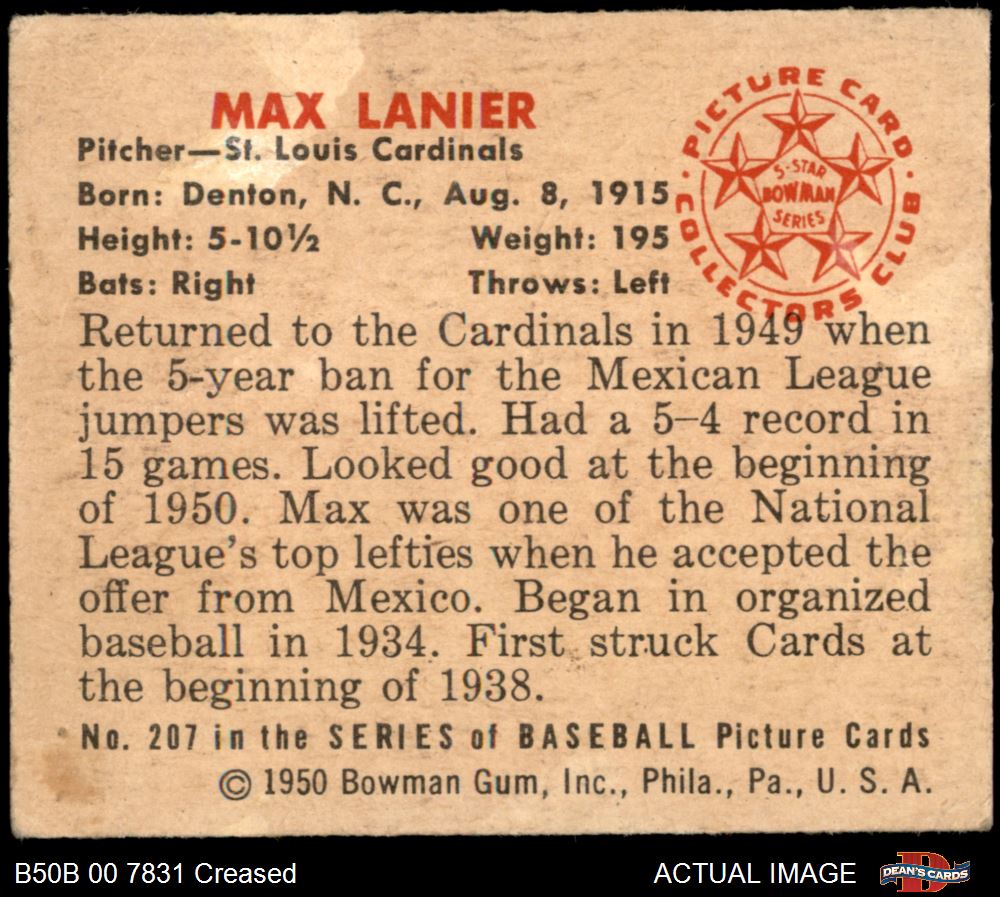 MAX LANIER
Pitcher—St. Louis Cardinals
Born: Denton, N. C., Aug. 8, 1915
Height: 5-10½ Weight: 195
Bats: Right Throws: Left
PICTURE CARD
COLLECTORS CLUB
5-STAR
BOWMAN
SERIES
Returned to the Cardinals in 1949 when
the 5-year ban for the Mexican League
jumpers was lifted. Had a 5–4 record in
15 games. Looked good at the beginning
of 1950. Max was one of the National
League's top lefties when he accepted the
offer from Mexico. Began in organized
baseball in 1934. First struck Cards at
the beginning of 1938.
No. 207 in the SERIES of BASEBALL Picture Cards
© 1950 Bowman Gum, Inc., Phila., Pa., U. S. A.
B50B 00 7831 Creased
ACTUAL IMAGE
D
DEAN'S CARDS